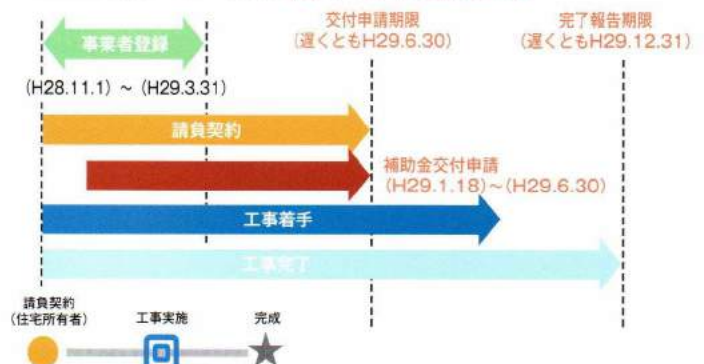 交付申請期限
(遅くともH29.6.30)
完了報告期限
(遅くともH29.12.31)
事業者登録
(H28.11.1) ～ (H29.3.31)
請負契約
補助金交付申請
(H29.1.18)～(H29.6.30)
工事着手
工事完了
請負契約
(住宅所有者)
工事実施
完成